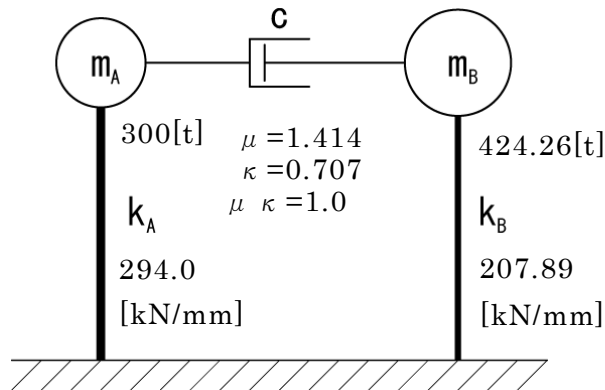 c
m_A
m_B
300[t]
μ=1.414
κ=0.707
μ κ=1.0
424.26[t]
k_A
k_B
294.0
[kN/mm]
207.89
[kN/mm]